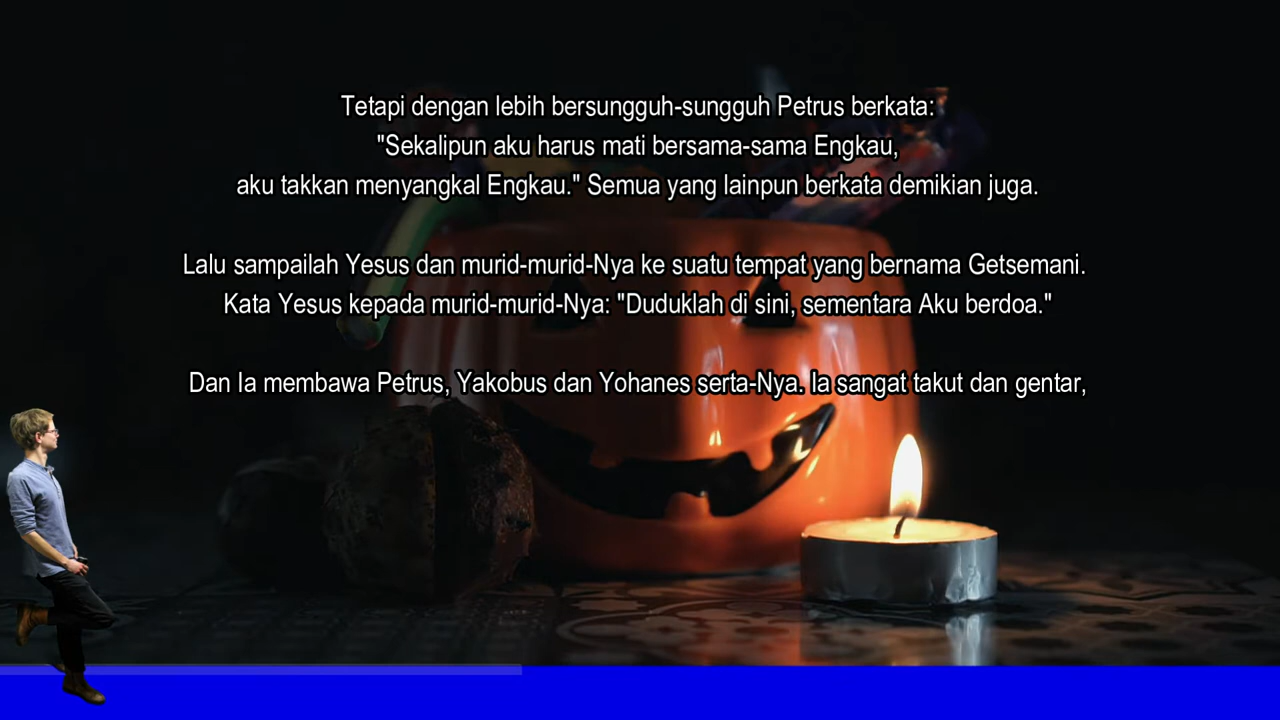 Tetapi dengan lebih bersungguh-sungguh Petrus berkata:
"Sekalipun aku harus mati bersama-sama Engkau,
aku takkan menyangkal Engkau." Semua yang lainpun berkata demikian juga.
Lalu sampailah Yesus dan murid-murid-Nya ke suatu tempat yang bernama Getsemani.
Kata Yesus kepada murid-murid-Nya: "Duduklah di sini, sementara Aku berdoa."
Dan Ia membawa Petrus, Yakobus dan Yohanes serta-Nya. Ia sangat takut dan gentar,